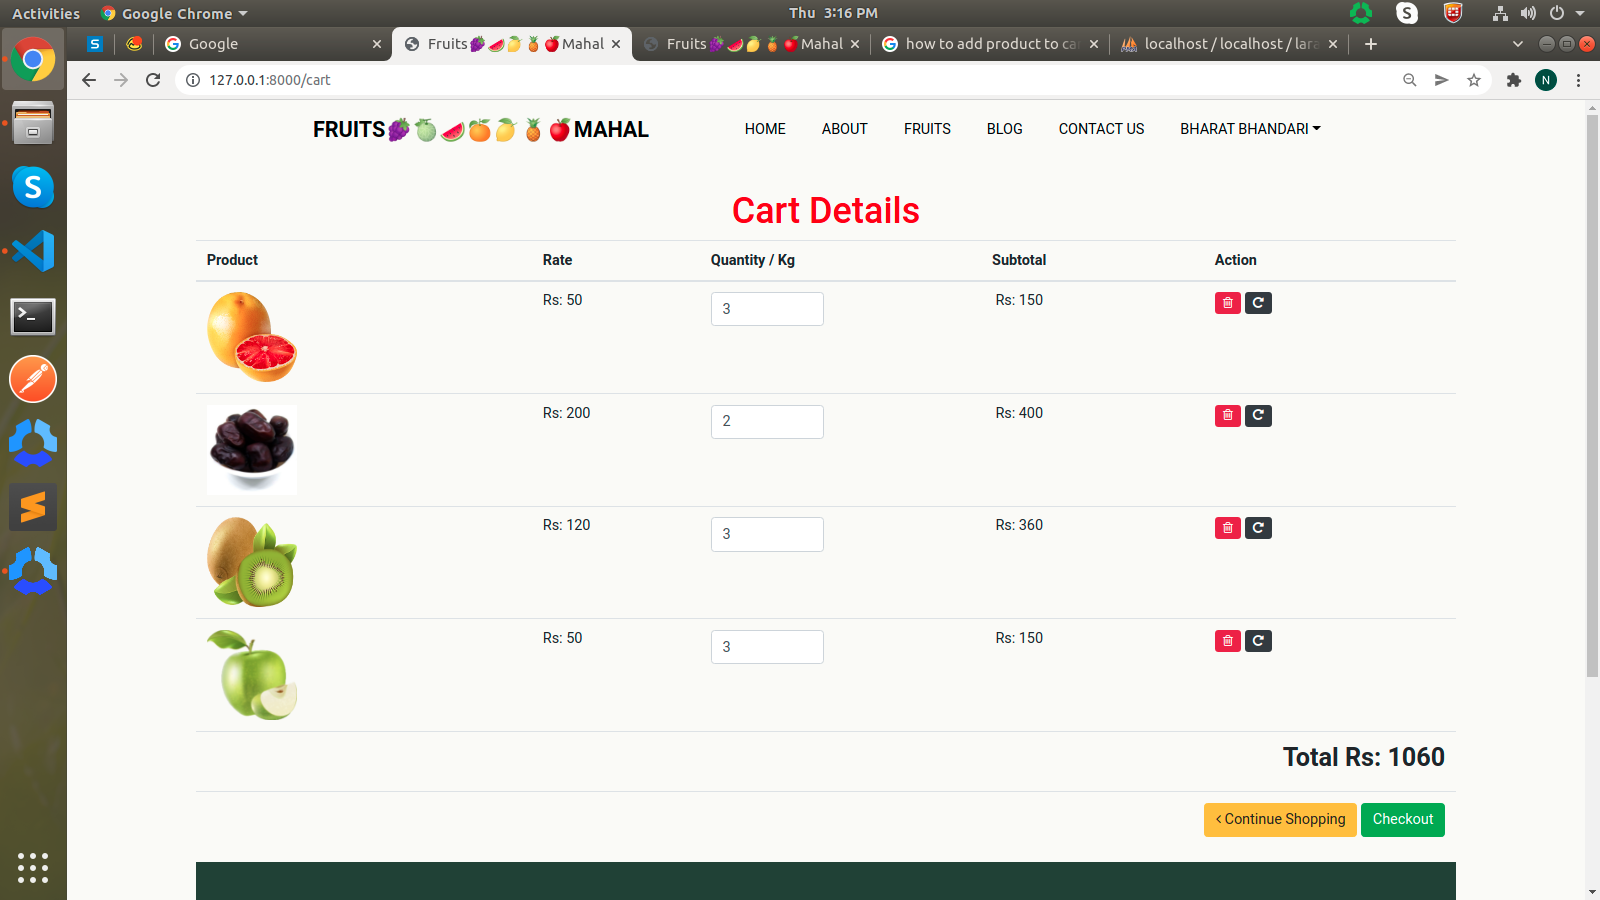 Activities Google Chrome Thu 3:16 PM
Google Fruits🍇🍉🍋🍍🍎Mahal Fruits🍇🍉🍋🍍🍎Mahal how to add product to ca localhost / localhost / lara
127.0.0.1:8000/cart N
FRUITS🍇🍈🍉🍊🍋🍍🍎MAHAL HOME ABOUT FRUITS BLOG CONTACT US BHARAT BHANDARI
Cart Details
Product Rate Quantity / Kg Subtotal Action
Rs: 50 3 Rs: 150
Rs: 200 2 Rs: 400
Rs: 120 3 Rs: 360
Rs: 50 3 Rs: 150
Total Rs: 1060
‹ Continue Shopping Checkout